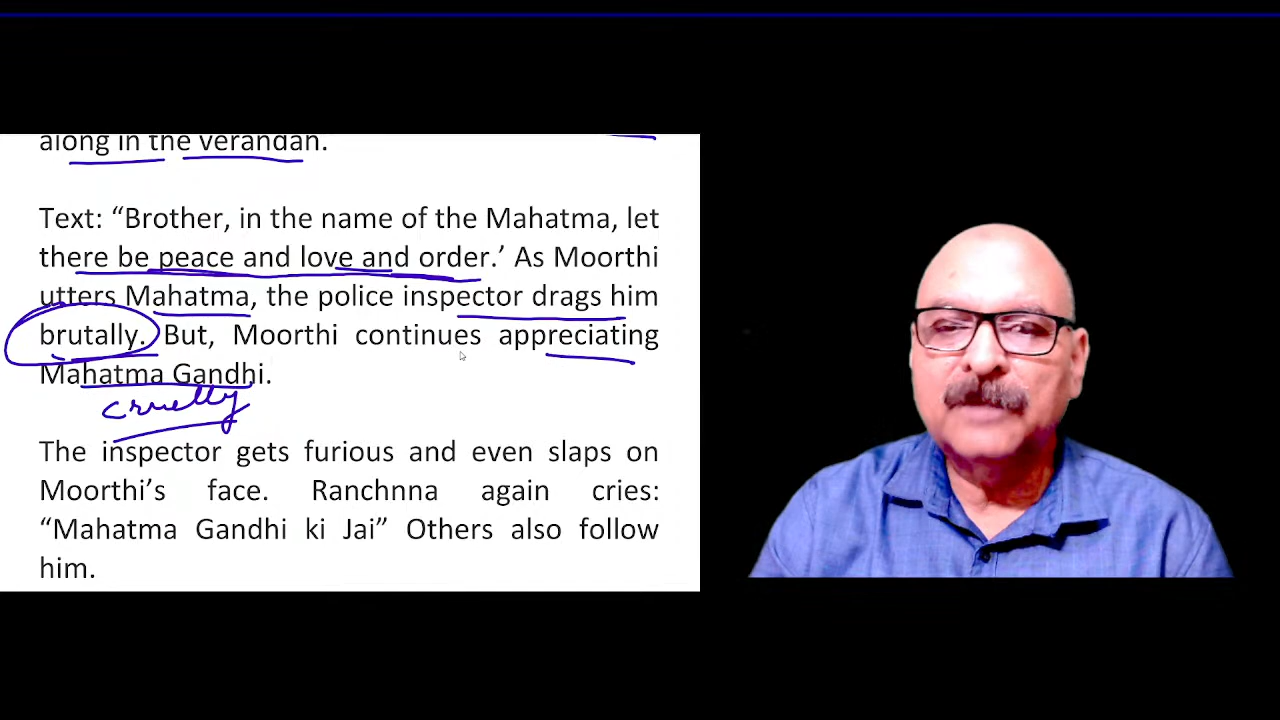 along in the verandah.
Text: “Brother, in the name of the Mahatma, let
there be peace and love and order.’ As Moorthi
utters Mahatma, the police inspector drags him
brutally. But, Moorthi continues appreciating
Mahatma Gandhi.
cruelly
The inspector gets furious and even slaps on
Moorthi’s face. Ranchnna again cries:
“Mahatma Gandhi ki Jai” Others also follow
him.